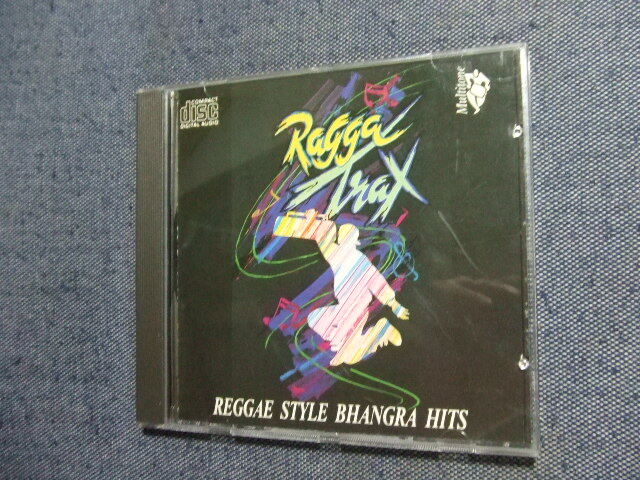 COMPACT
disc
DIGITAL AUDIO
Multitone
Ragga
Trax
REGGAE STYLE BHANGRA HITS